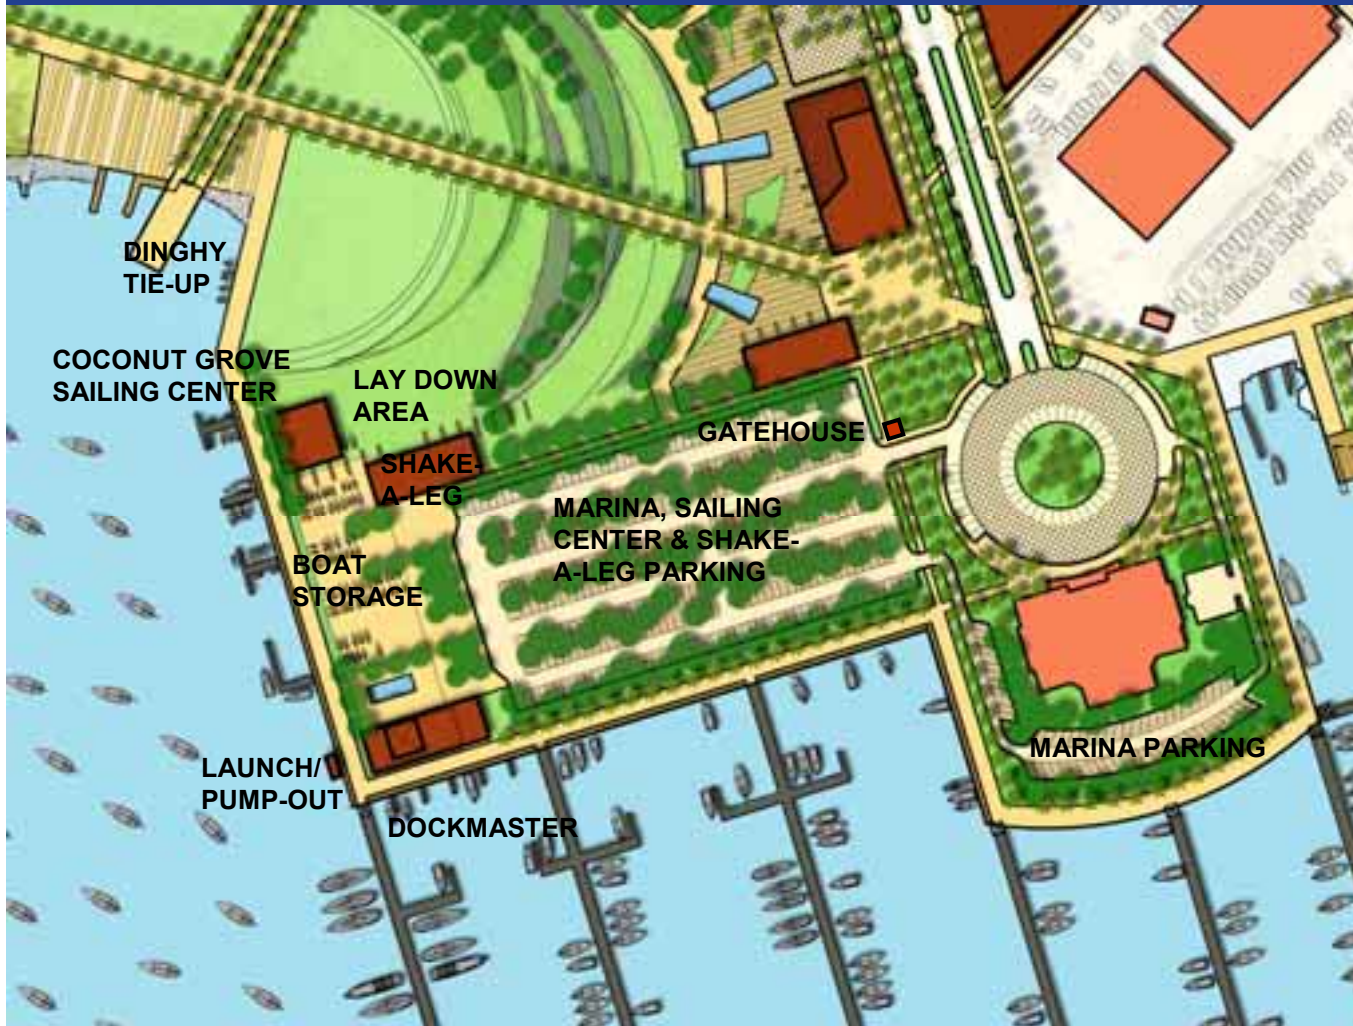 DINGHY
TIE-UP
COCONUT GROVE
SAILING CENTER
LAY DOWN
AREA
GATEHOUSE
SHAKE-
A-LEG
MARINA, SAILING
CENTER & SHAKE-
A-LEG PARKING
BOAT
STORAGE
MARINA PARKING
LAUNCH/
PUMP-OUT
DOCKMASTER